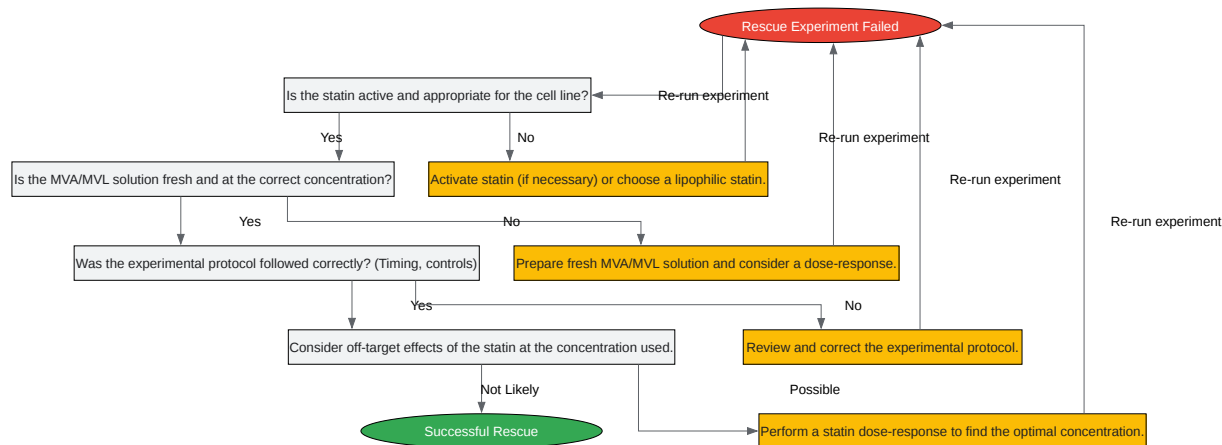 Rescue Experiment Failed
Is the statin active and appropriate for the cell line?
Re-run experiment
Yes
No
Re-run experiment
Is the MVA/MVL solution fresh and at the correct concentration?
Activate statin (if necessary) or choose a lipophilic statin.
Re-run experiment
Yes
No
Re-run experiment
Was the experimental protocol followed correctly? (Timing, controls)
Prepare fresh MVA/MVL solution and consider a dose-response.
Yes
No
Consider off-target effects of the statin at the concentration used.
Review and correct the experimental protocol.
Not Likely
Possible
Successful Rescue
Perform a statin dose-response to find the optimal concentration.